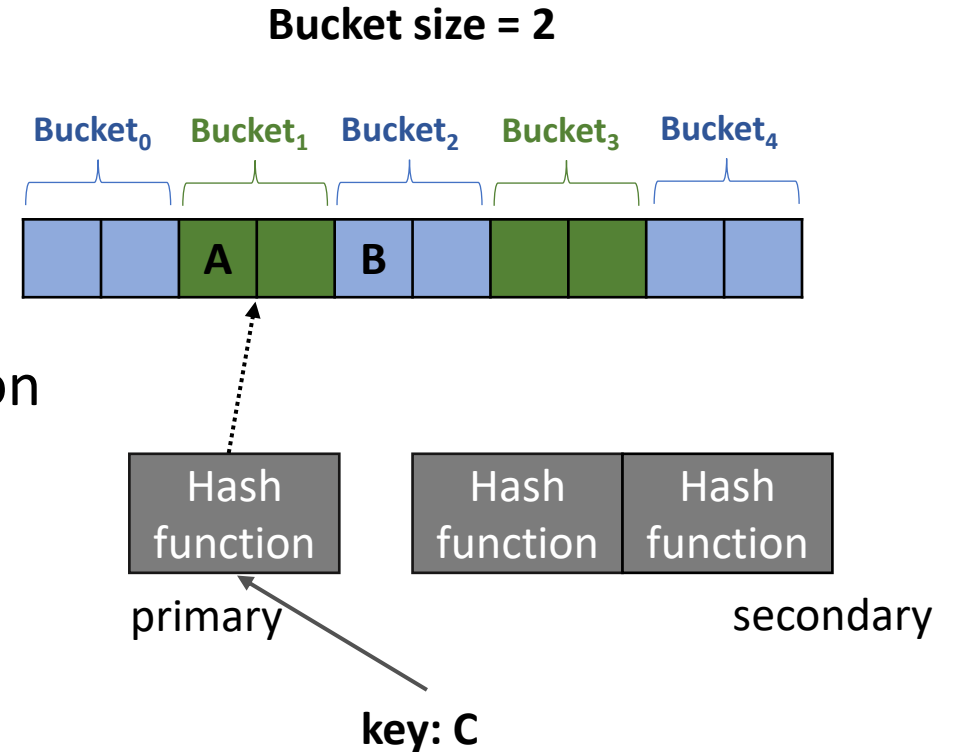 Bucket size = 2
Bucket₀ Bucket₁ Bucket₂ Bucket₃ Bucket₄
A B
on
Hash Hash Hash
function function function
primary secondary
key: C